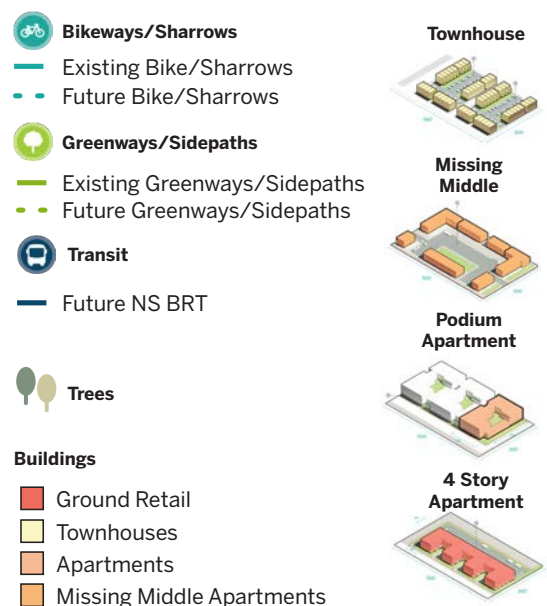 Bikeways/Sharrows
Existing Bike/Sharrows
Future Bike/Sharrows
Greenways/Sidepaths
Existing Greenways/Sidepaths
Future Greenways/Sidepaths
Transit
Future NS BRT
Trees
Buildings
Ground Retail
Townhouses
Apartments
Missing Middle Apartments
Townhouse
Missing
Middle
Podium
Apartment
4 Story
Apartment